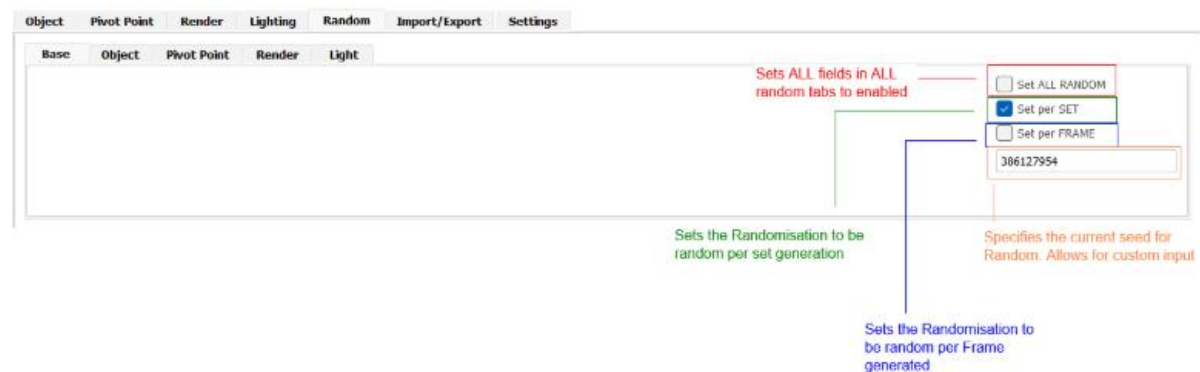 Object Pivot Point Render Lighting Random Import/Export Settings
Base Object Pivot Point Render Light
Sets ALL fields in ALL
random tabs to enabled
Set ALL RANDOM
Set per SET
Set per FRAME
386127954
Sets the Randomisation to be
random per set generation
Specifies the current seed for
Random. Allows for custom input
Sets the Randomisation to
be random per Frame
generated